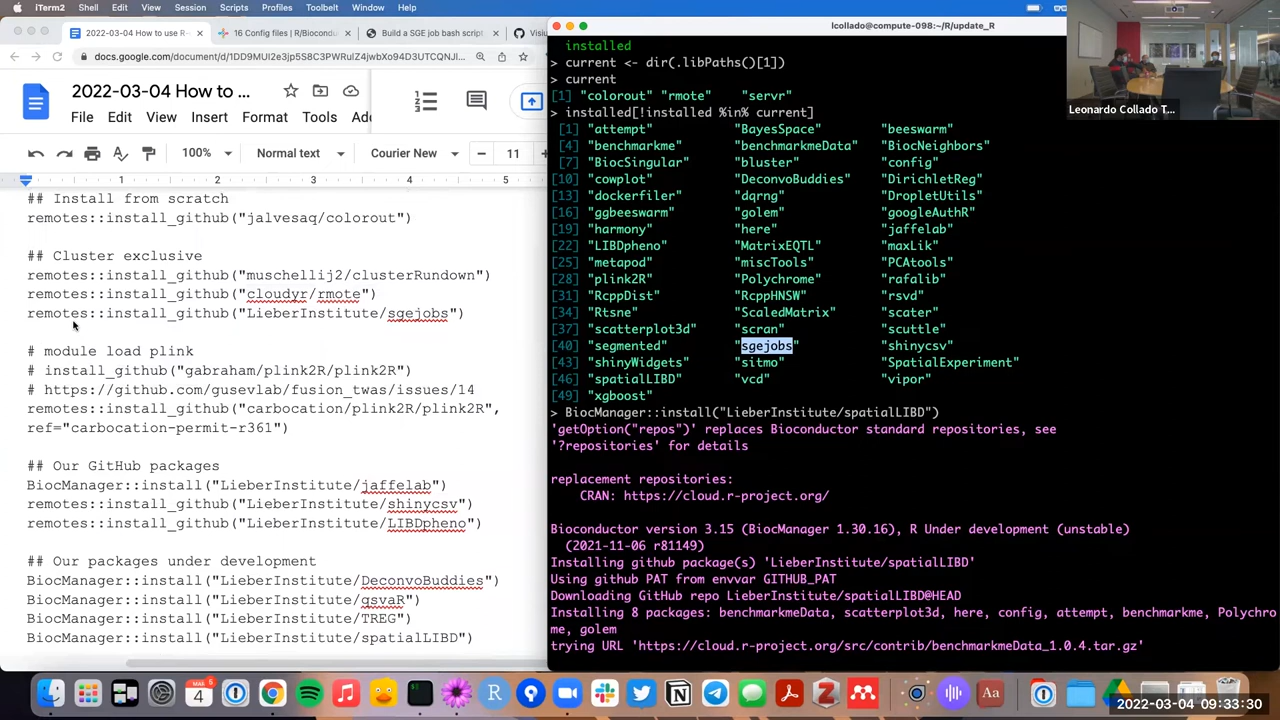 iTerm2 Shell Edit View Session Scripts Profiles Toolbelt Window Help
2022-03-04 How to use R- × 16 Config files | R/Biocond × Build a SGE job bash scrip × Visiu
docs.google.com/document/d/1DD9MUI2e3jp5S8C3PWRulZ4jwbXo94D3UTCQNJl...
2022-03-04 How to ...
File Edit View Insert Format Tools Ad
100% Normal text Courier New 11
1 2 3 4 5
## Install from scratch
remotes::install_github("jalvesaq/colorout")
## Cluster exclusive
remotes::install_github("muschellij2/clusterRundown")
remotes::install_github("cloudyr/rmote")
remotes::install_github("LieberInstitute/sgejobs")
# module load plink
# install_github("gabraham/plink2R/plink2R")
# https://github.com/gusevlab/fusion_twas/issues/14
remotes::install_github("carbocation/plink2R/plink2R",
ref="carbocation-permit-r361")
## Our GitHub packages
BiocManager::install("LieberInstitute/jaffelab")
remotes::install_github("LieberInstitute/shinycsv")
remotes::install_github("LieberInstitute/LIBDpheno")
## Our packages under development
BiocManager::install("LieberInstitute/DeconvoBuddies")
BiocManager::install("LieberInstitute/qsvaR")
BiocManager::install("LieberInstitute/TREG")
BiocManager::install("LieberInstitute/spatialLIBD")
lcollado@compute-098:~/R/update_R
installed
> current <- dir(.libPaths()[1])
> current
[1] "colorout" "rmote" "servr"
> installed[!installed %in% current]
[1] "attempt" "BayesSpace" "beeswarm"
[4] "benchmarkme" "benchmarkmeData" "BiocNeighbors"
[7] "BiocSingular" "bluster" "config"
[10] "cowplot" "DeconvoBuddies" "DirichletReg"
[13] "dockerfiler" "dqrng" "DropletUtils"
[16] "ggbeeswarm" "golem" "googleAuthR"
[19] "harmony" "here" "jaffelab"
[22] "LIBDpheno" "MatrixEQTL" "maxLik"
[25] "metapod" "miscTools" "PCAtools"
[28] "plink2R" "Polychrome" "rafalib"
[31] "RcppDist" "RcppHNSW" "rsvd"
[34] "Rtsne" "ScaledMatrix" "scater"
[37] "scatterplot3d" "scran" "scuttle"
[40] "segmented" "sgejobs" "shinycsv"
[43] "shinyWidgets" "sitmo" "SpatialExperiment"
[46] "spatialLIBD" "vcd" "vipor"
[49] "xgboost"
> BiocManager::install("LieberInstitute/spatialLIBD")
'getOption("repos")' replaces Bioconductor standard repositories, see
'?repositories' for details
replacement repositories:
CRAN: https://cloud.r-project.org/
Bioconductor version 3.15 (BiocManager 1.30.16), R Under development (unstable)
(2021-11-06 r81149)
Installing github package(s) 'LieberInstitute/spatialLIBD'
Using github PAT from envvar GITHUB_PAT
Downloading GitHub repo LieberInstitute/spatialLIBD@HEAD
Installing 8 packages: benchmarkmeData, scatterplot3d, here, config, attempt, benchmarkme, Polychro
me, golem
trying URL 'https://cloud.r-project.org/src/contrib/benchmarkmeData_1.0.4.tar.gz'
Leonardo Collado T...
MAR
4
R
Aa
2022-03-04 09:33:30